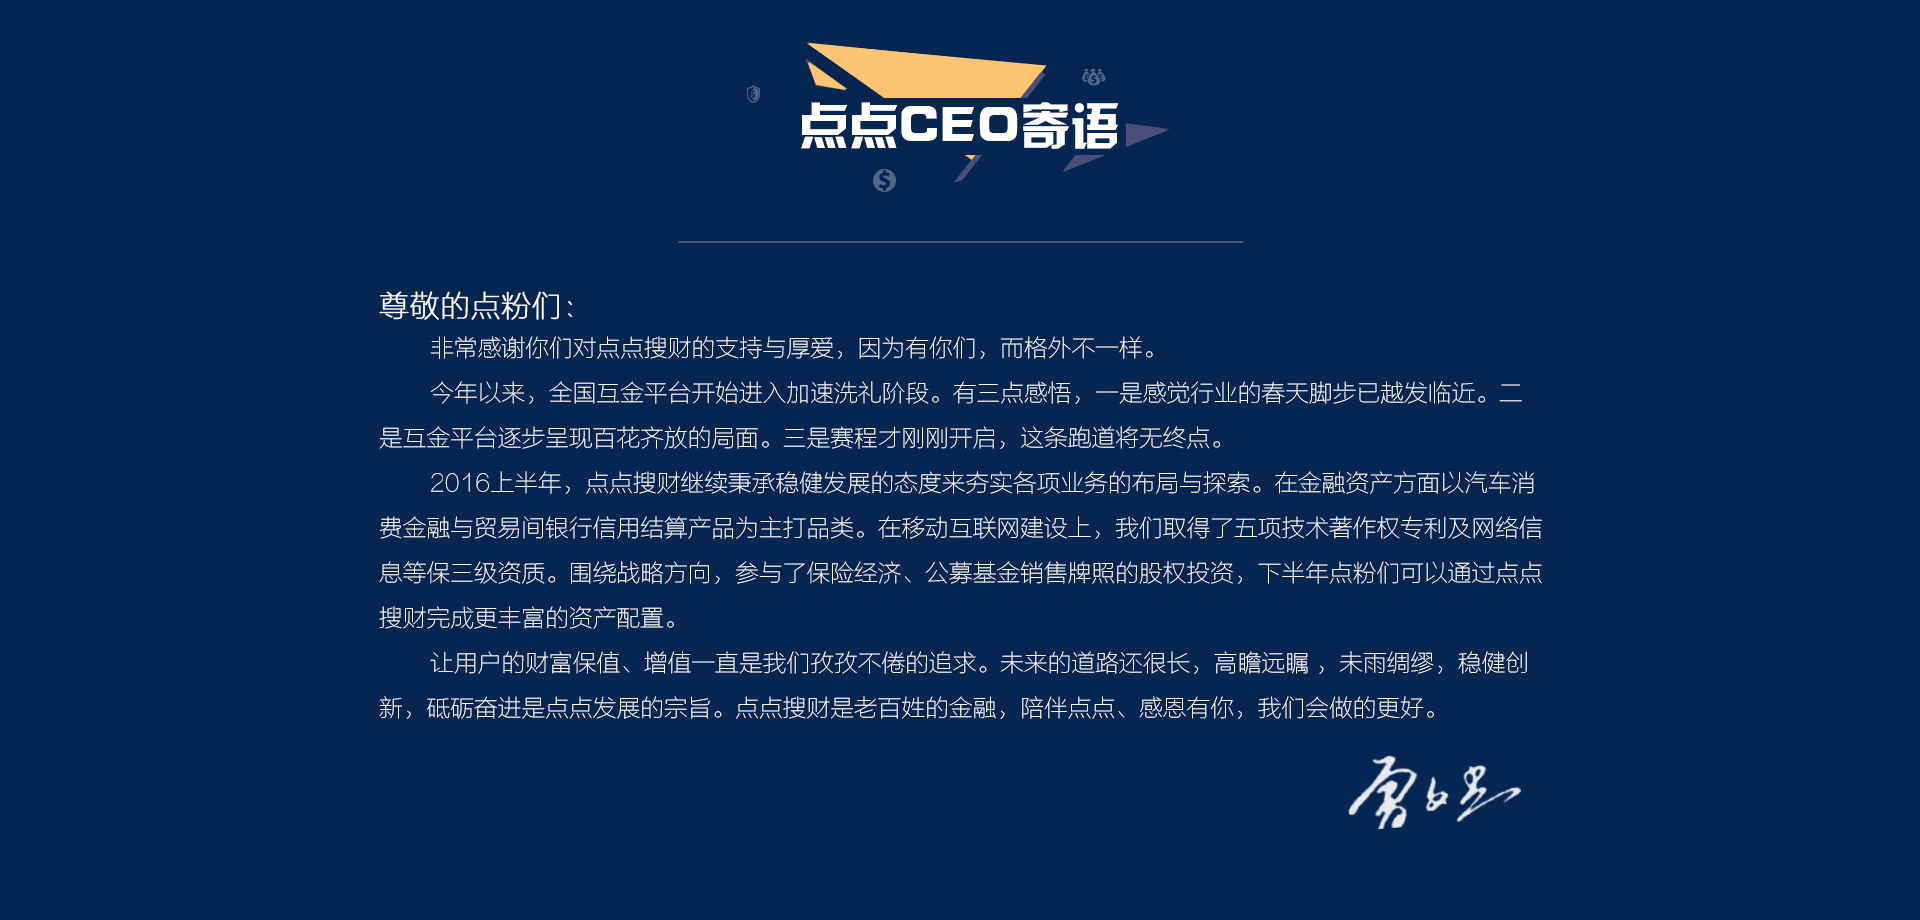 点点CEO寄语
尊敬的点粉们：
非常感谢你们对点点搜财的支持与厚爱，因为有你们，而格外不一样。
今年以来，全国互金平台开始进入加速洗礼阶段。有三点感悟，一是感觉行业的春天脚步已越发临近。二
是互金平台逐步呈现百花齐放的局面。三是赛程才刚刚开启，这条跑道将无终点。
2016上半年，点点搜财继续秉承稳健发展的态度来夯实各项业务的布局与探索。在金融资产方面以汽车消
费金融与贸易间银行信用结算产品为主打品类。在移动互联网建设上，我们取得了五项技术著作权专利及网络信
息等保三级资质。围绕战略方向，参与了保险经济、公募基金销售牌照的股权投资，下半年点粉们可以通过点点
搜财完成更丰富的资产配置。
让用户的财富保值、增值一直是我们孜孜不倦的追求。未来的道路还很长，高瞻远瞩 ，未雨绸缪，稳健创
新，砥砺奋进是点点发展的宗旨。点点搜财是老百姓的金融，陪伴点点、感恩有你，我们会做的更好。